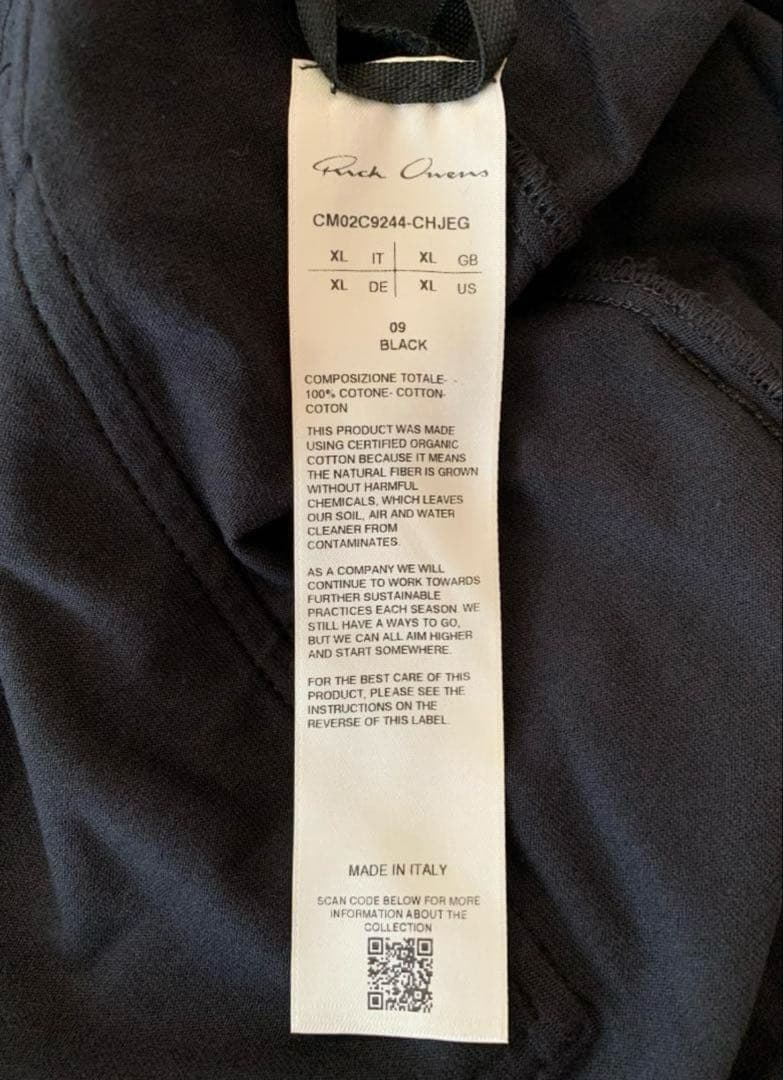 Rick Owens
CM02C9244-CHJEG
XL IT XL GB
XL DE XL US
09
BLACK
COMPOSIZIONE TOTALE-
100% COTONE- COTTON-
COTON
THIS PRODUCT WAS MADE
USING CERTIFIED ORGANIC
COTTON BECAUSE IT MEANS
THE NATURAL FIBER IS GROWN
WITHOUT HARMFUL
CHEMICALS, WHICH LEAVES
OUR SOIL, AIR AND WATER
CLEANER FROM
CONTAMINATES.
AS A COMPANY WE WILL
CONTINUE TO WORK TOWARDS
FURTHER SUSTAINABLE
PRACTICES EACH SEASON. WE
STILL HAVE A WAYS TO GO,
BUT WE CAN ALL AIM HIGHER
AND START SOMEWHERE.
FOR THE BEST CARE OF THIS
PRODUCT, PLEASE SEE THE
INSTRUCTIONS ON THE
REVERSE OF THIS LABEL.
MADE IN ITALY
SCAN CODE BELOW FOR MORE
INFORMATION ABOUT THE
COLLECTION